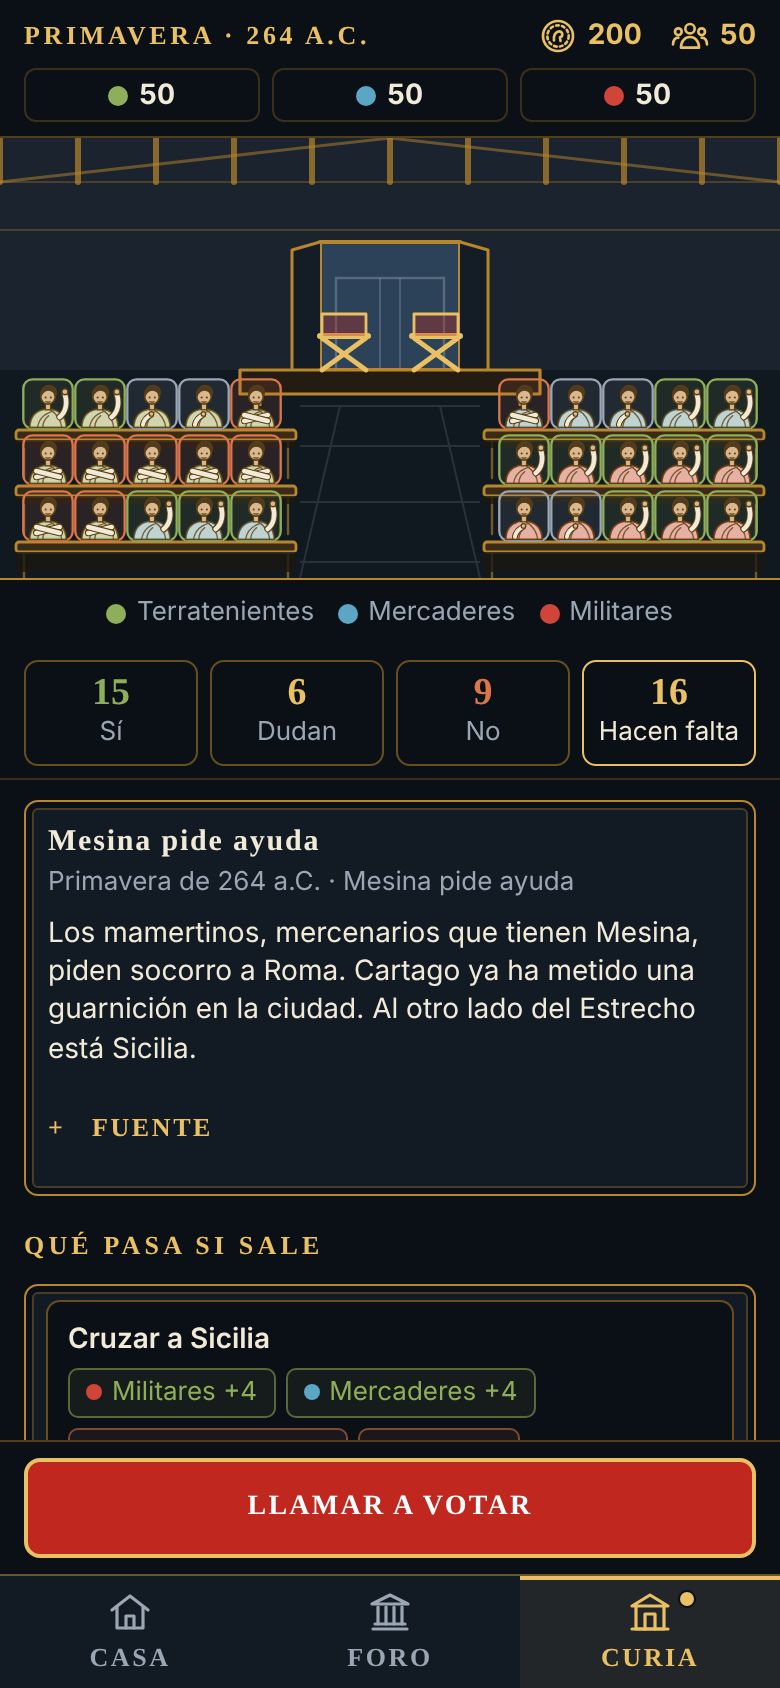 PRIMAVERA · 264 A.C. 200 50
50 50 50
Terratenientes Mercaderes Militares
15 6 9 16
Sí Dudan No Hacen falta
Mesina pide ayuda
Primavera de 264 a.C. · Mesina pide ayuda
Los mamertinos, mercenarios que tienen Mesina,
piden socorro a Roma. Cartago ya ha metido una
guarnición en la ciudad. Al otro lado del Estrecho
está Sicilia.
+ FUENTE
QUÉ PASA SI SALE
Cruzar a Sicilia
Militares +4 Mercaderes +4
LLAMAR A VOTAR
CASA FORO CURIA